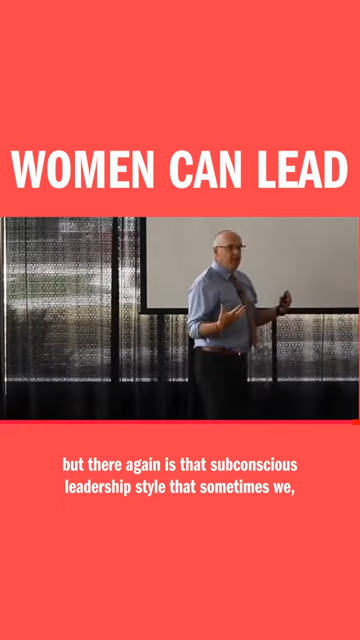 WOMEN CAN LEAD
but there again is that subconscious
leadership style that sometimes we,